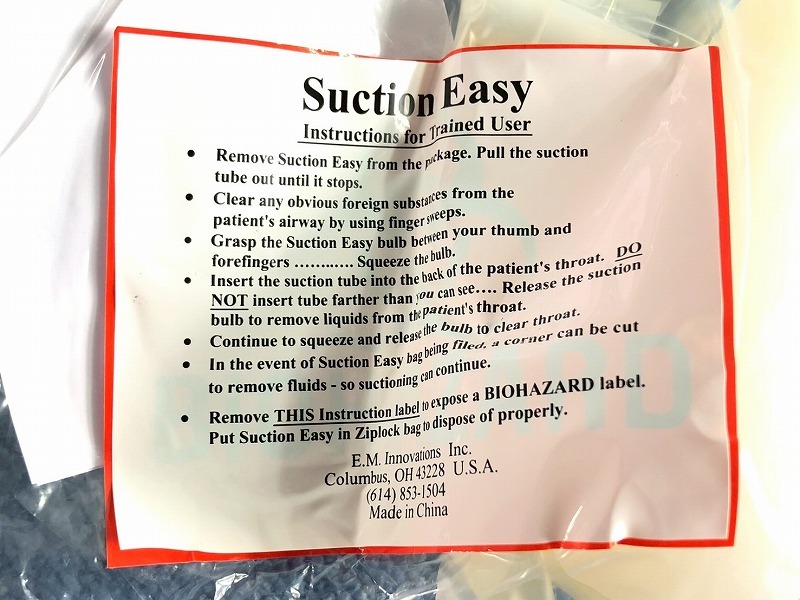 Suction Easy
Instructions for Trained User
• Remove Suction Easy from the package. Pull the suction
tube out until it stops.
• Clear any obvious foreign substances from the
patient's airway by using finger sweeps.
• Grasp the Suction Easy bulb between your thumb and
forefingers ............. Squeeze the bulb.
• Insert the suction tube into the back of the patient's throat. DO
NOT insert tube farther than you can see.... Release the suction
bulb to remove liquids from the patient's throat.
• Continue to squeeze and release the bulb to clear throat.
• In the event of Suction Easy bag being filed, a corner can be cut
to remove fluids - so suctioning can continue.
• Remove THIS Instruction label to expose a BIOHAZARD label.
Put Suction Easy in Ziplock bag to dispose of properly.
E.M. Innovations Inc.
Columbus, OH 43228 U.S.A.
(614) 853-1504
Made in China
BIOHAZARD